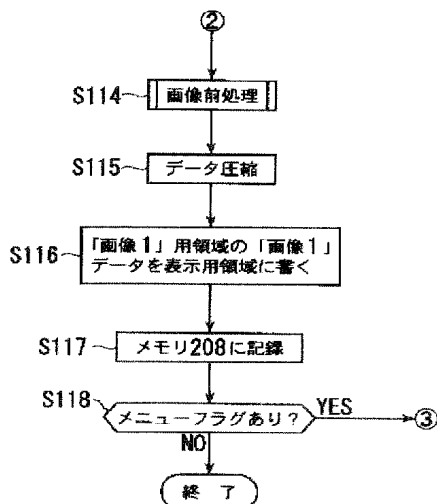 ②
S114
画像前処理
S115
データ圧縮
S116
「画像1」用領域の「画像1」
データを表示用領域に書く
S117
メモリ208に記録
S118
メニューフラグあり?
YES
③
NO
終 了